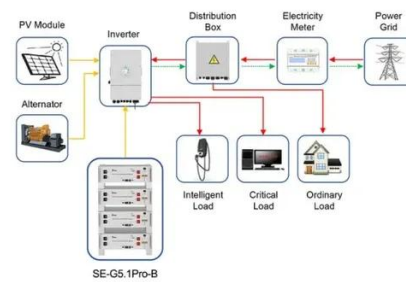 PV Module
Inverter
Distribution
Box
Electricity
Meter
Power
Grid
Alternator
Intelligent
Load
Critical
Load
Ordinary
Load
SE-G5.1Pro-B